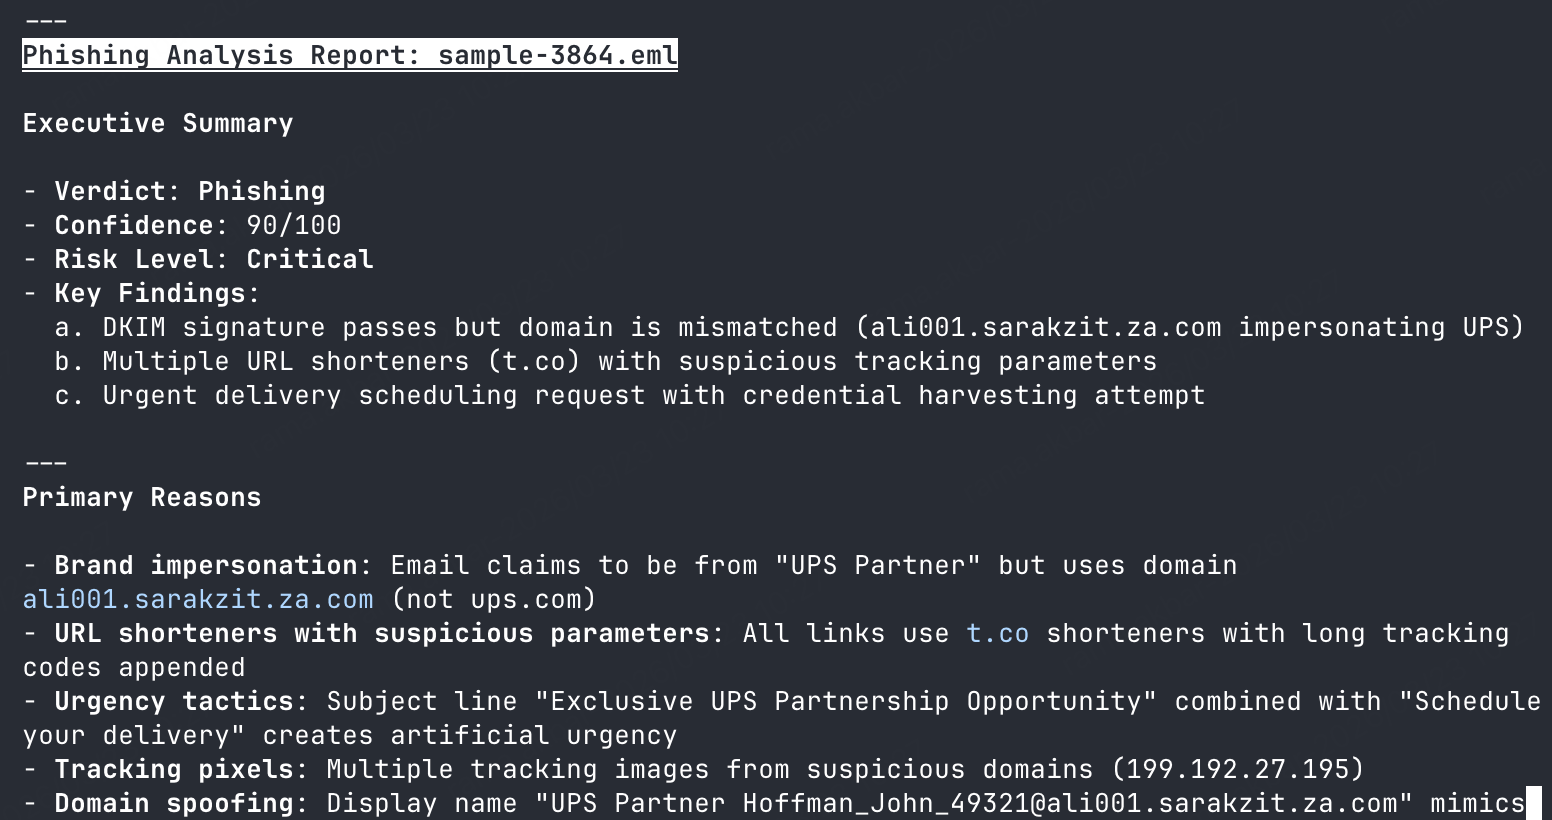 ---
Phishing Analysis Report: sample-3864.eml
Executive Summary
- Verdict: Phishing
- Confidence: 90/100
- Risk Level: Critical
- Key Findings:
a. DKIM signature passes but domain is mismatched (ali001.sarakzit.za.com impersonating UPS)
b. Multiple URL shorteners (t.co) with suspicious tracking parameters
c. Urgent delivery scheduling request with credential harvesting attempt
---
Primary Reasons
- Brand impersonation: Email claims to be from "UPS Partner" but uses domain
ali001.sarakzit.za.com (not ups.com)
- URL shorteners with suspicious parameters: All links use t.co shorteners with long tracking
codes appended
- Urgency tactics: Subject line "Exclusive UPS Partnership Opportunity" combined with "Schedule
your delivery" creates artificial urgency
- Tracking pixels: Multiple tracking images from suspicious domains (199.192.27.195)
- Domain spoofing: Display name "UPS Partner Hoffman_John_49321@ali001.sarakzit.za.com" mimics